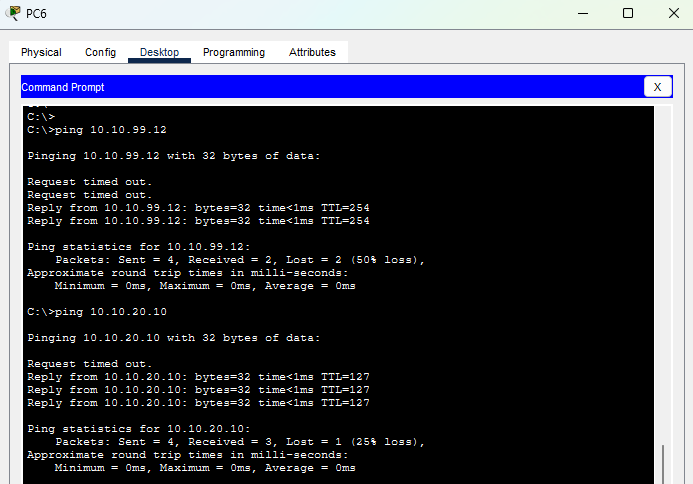 PC6
Physical Config Desktop Programming Attributes
Command Prompt X
C:\>
C:\>ping 10.10.99.12
Pinging 10.10.99.12 with 32 bytes of data:
Request timed out.
Request timed out.
Reply from 10.10.99.12: bytes=32 time<1ms TTL=254
Reply from 10.10.99.12: bytes=32 time<1ms TTL=254
Ping statistics for 10.10.99.12:
Packets: Sent = 4, Received = 2, Lost = 2 (50% loss),
Approximate round trip times in milli-seconds:
Minimum = 0ms, Maximum = 0ms, Average = 0ms
C:\>ping 10.10.20.10
Pinging 10.10.20.10 with 32 bytes of data:
Request timed out.
Reply from 10.10.20.10: bytes=32 time<1ms TTL=127
Reply from 10.10.20.10: bytes=32 time<1ms TTL=127
Reply from 10.10.20.10: bytes=32 time<1ms TTL=127
Ping statistics for 10.10.20.10:
Packets: Sent = 4, Received = 3, Lost = 1 (25% loss),
Approximate round trip times in milli-seconds:
Minimum = 0ms, Maximum = 0ms, Average = 0ms